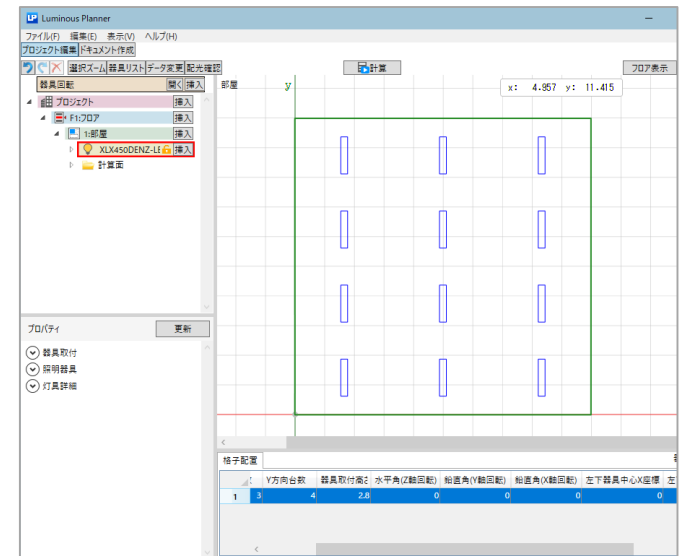 Luminous Planner
ファイル(F) 編集(E) 表示(V) ヘルプ(H)
プロジェクト編集 ドキュメント作成
選択ズーム 器具リスト データ変更 配光確認 計算 フロア表示
器具回転 開く 挿入
プロジェクト 挿入
F1:フロア 挿入
1:部屋 挿入
XLX450DENZ-LE 挿入
計算面
部屋
y
x: 4.957 y: 11.415
プロパティ 更新
器具取付
照明器具
灯具詳細
格子配置
Y方向台数 器具取付高さ 水平角(Z軸回転) 鉛直角(Y軸回転) 鉛直角(X軸回転) 左下器具中心X座標 左
1 3 4 2.8 0 0 0 0